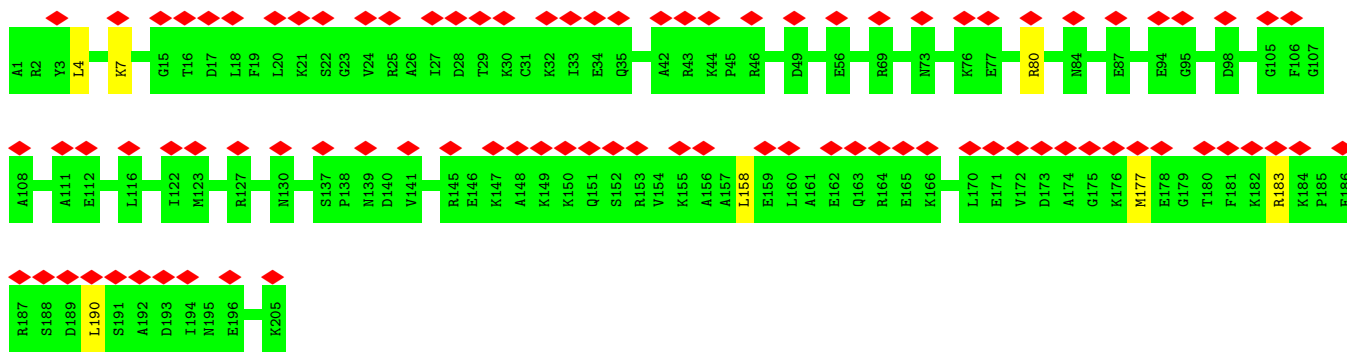 A1 R2 Y3 L4 K7 G15 T16 D17 L18 F19 L20 K21 S22 G23 V24 R25 A26 I27 D28 T29 K30 C31 K32 I33 E34 Q35 A42 R43 K44 P45 R46 D49 E56 R69 N73 K76 E77 R80 N84 E87 E94 G95 D98 G105 F106 G107
A108 A111 E112 L116 I122 M123 R127 N130 S137 P138 N139 D140 V141 R145 E146 K147 A148 K149 K150 Q151 S152 R153 V154 K155 A156 A157 L158 E159 L160 A161 E162 Q163 R164 E165 K166 L170 E171 V172 D173 A174 G175 K176 M177 E178 G179 T180 F181 K182 R183 K184 P185 E186
R187 S188 D189 L190 S191 A192 D193 I194 N195 E196 K205